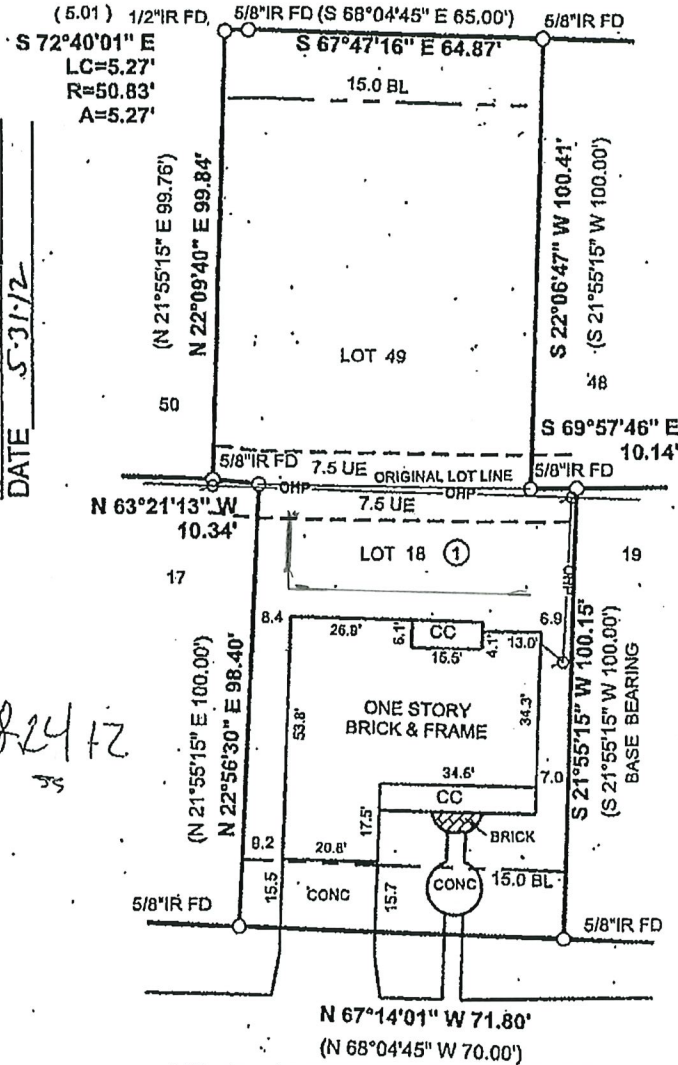 ( 5.01 ) 1/2"IR FD, 5/8"IR FD (S 68°04'45" E 65.00') 5/8"IR FD
S 72°40'01" E
LC=5.27'
R=50.83'
A=5.27'
S 67°47'16" E 64.87'
15.0 BL
(N 21°55'15" E 99.76')
N 22°09'40" E 99.84'
S 22°06'47" W 100.41'
(S 21°55'15" W 100.00')
DATE 5-31-12
LOT 49
50
48
S 69°57'46" E
10.14'
5/8"IR FD
7.5 UE
ORIGINAL LOT LINE
5/8"IR FD
OHP
OHP
N 63°21'13" W
10.34'
7.5 UE
LOT 18 1
17
19
OHP
8.4
26.9'
6.1'
CC
15.5'
4.1'
13.0'
6.9
(N 21°55'15" E 100.00')
N 22°56'30" E 98.40'
53.8'
ONE STORY
BRICK & FRAME
34.3'
S 21°55'15" W 100.15'
(S 21°55'15" W 100.00')
BASE BEARING
34.6'
CC
7.0
17.5'
BRICK
9.2
20.8'
15.5
CONC
15.7
CONC
15.0 BL
5/8"IR FD
5/8"IR FD
N 67°14'01" W 71.80'
(N 68°04'45" W 70.00')